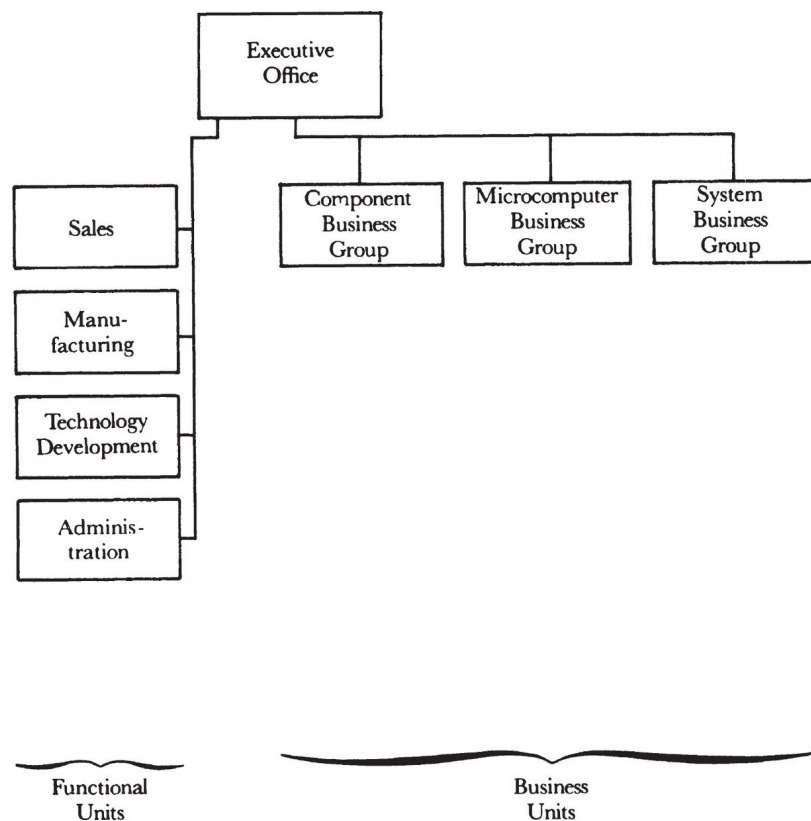 Executive
Office
Sales
Manu-
facturing
Technology
Development
Adminis-
tration
Component
Business
Group
Microcomputer
Business
Group
System
Business
Group
Functional
Units
Business
Units